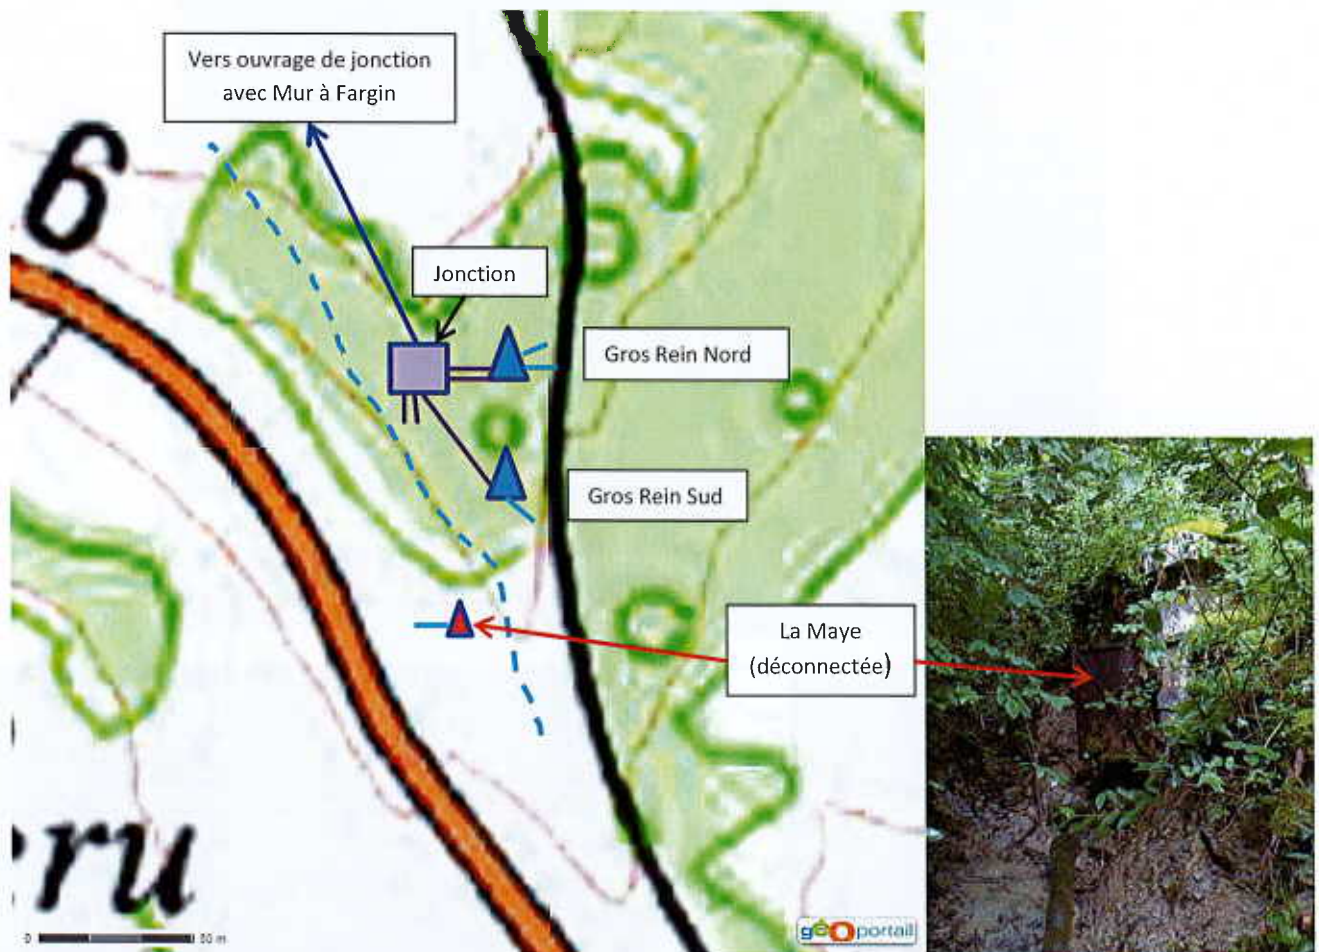 Vers ouvrage de jonction
avec Mur à Fargin
6
Jonction
Gros Rein Nord
Gros Rein Sud
La Maye
(déconnectée)
ru
0 50 m
géoportail